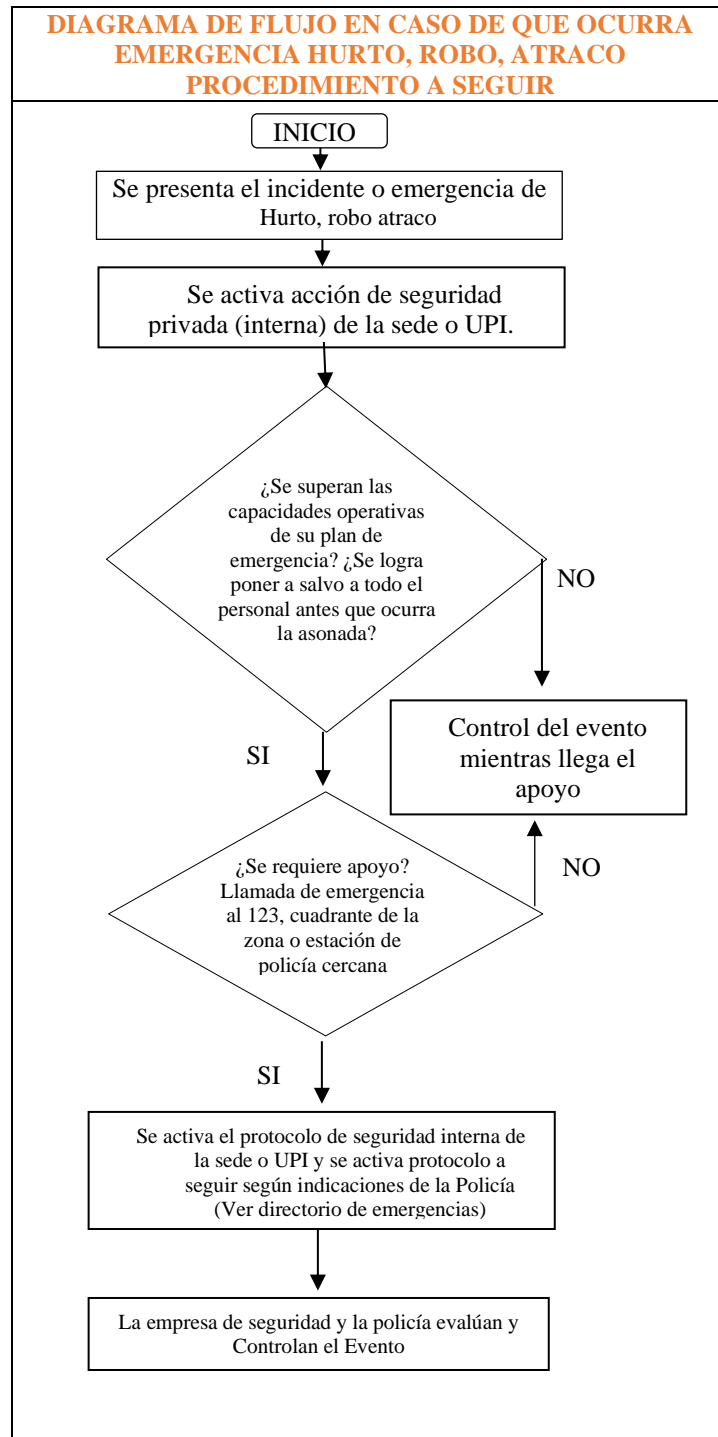 DIAGRAMA DE FLUJO EN CASO DE QUE OCURRA
EMERGENCIA HURTO, ROBO, ATRACO
PROCEDIMIENTO A SEGUIR
INICIO
Se presenta el incidente o emergencia de
Hurto, robo atraco
Se activa acción de seguridad
privada (interna) de la sede o UPI.
¿Se superan las
capacidades operativas
de su plan de
emergencia? ¿Se logra
poner a salvo a todo el
personal antes que ocurra
la asonada?
NO
Control del evento
mientras llega el
apoyo
SI
¿Se requiere apoyo?
Llamada de emergencia
al 123, cuadrante de la
zona o estación de
policía cercana
NO
SI
Se activa el protocolo de seguridad interna de
la sede o UPI y se activa protocolo a
seguir según indicaciones de la Policía
(Ver directorio de emergencias)
La empresa de seguridad y la policía evalúan y
Controlan el Evento